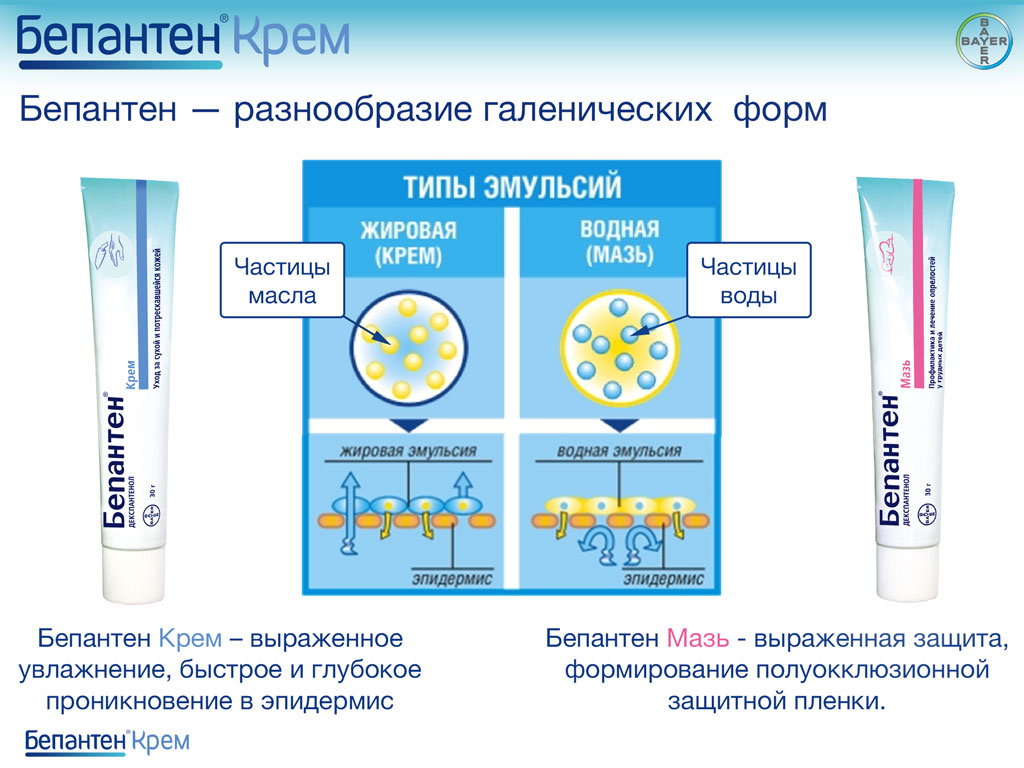 Бепантен® Крем
BAYER
BAYER
Бепантен — разнообразие галенических форм
ТИПЫ ЭМУЛЬСИЙ
ЖИРОВАЯ
(КРЕМ)
ВОДНАЯ
(МАЗЬ)
Частицы
масла
Частицы
воды
жировая эмульсия
водная эмульсия
эпидермис
эпидермис
Бепантен®
Крем
Уход за сухой и потрескавшейся кожей
ДЕКСПАНТЕНОЛ
30 г
Бепантен®
Мазь
Профилактика и лечение опрелостей
у грудных детей
ДЕКСПАНТЕНОЛ
30 г
Бепантен Крем – выраженное
увлажнение, быстрое и глубокое
проникновение в эпидермис
Бепантен Мазь - выраженная защита,
формирование полуокклюзионной
защитной пленки.
Бепантен® Крем